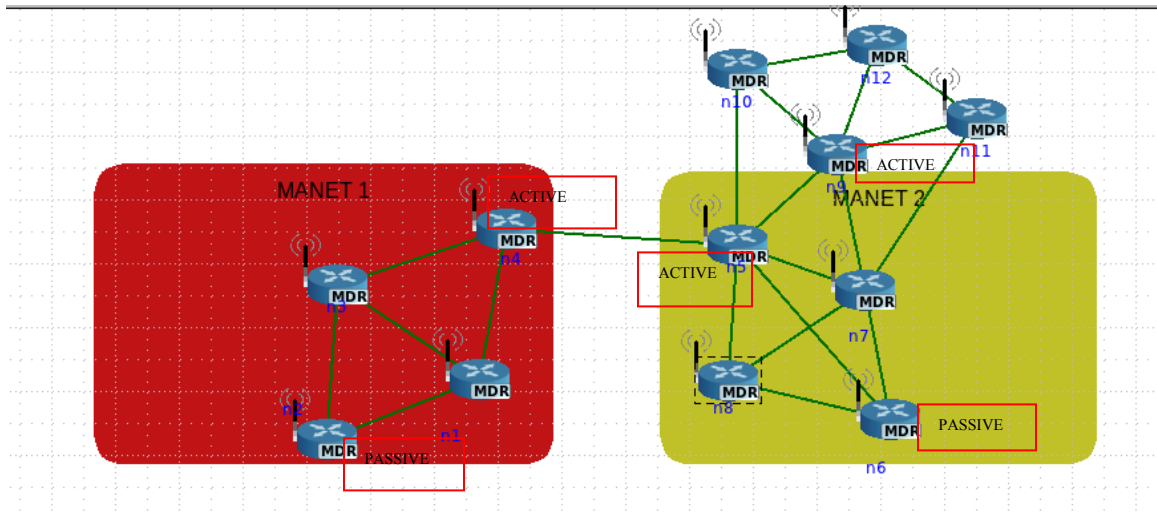 MDR
n10
MDR
n12
MDR
n11
MDR
n9
ACTIVE
MANET 1
ACTIVE
MDR
n4
MANET 2
MDR
n5
ACTIVE
MDR
n3
MDR
n7
MDR
n1
MDR
n8
n2
MDR
PASSIVE
MDR
n6
PASSIVE